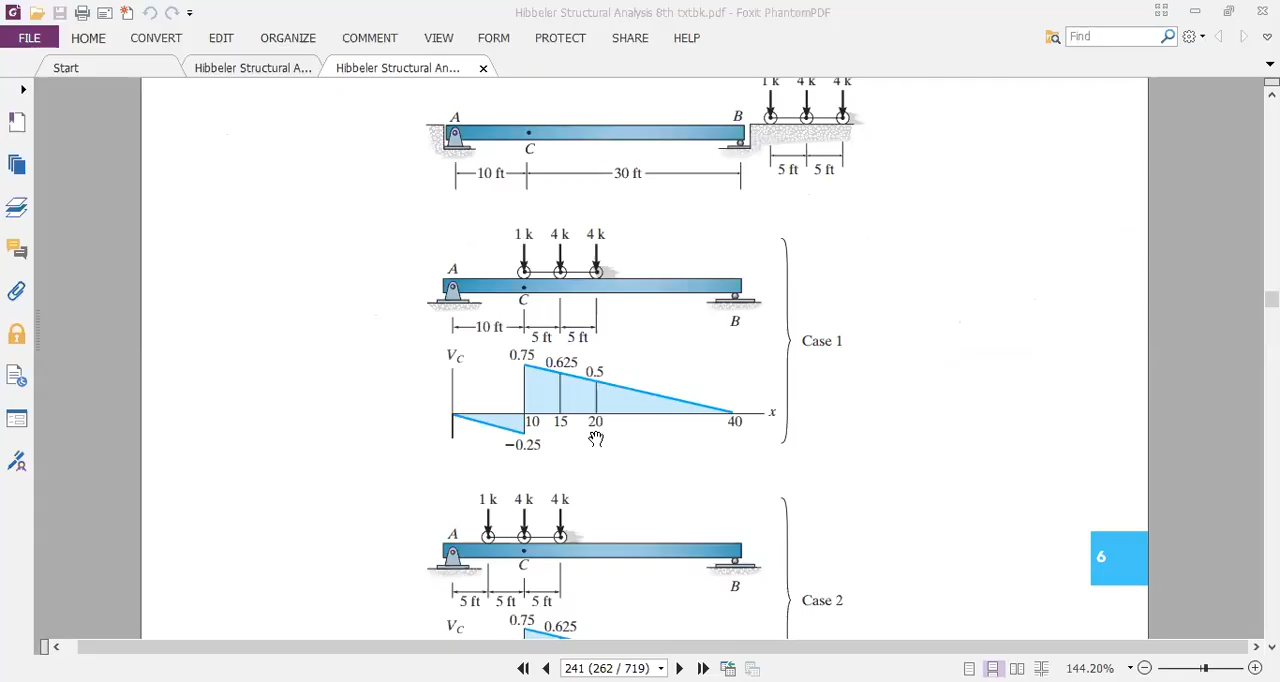 Hibbeler Structural Analysis 8th txtbk.pdf - Foxit PhantomPDF
FILE HOME CONVERT EDIT ORGANIZE COMMENT VIEW FORM PROTECT SHARE HELP Find
Start Hibbeler Structural A... Hibbeler Structural An...
1 k 4 k 4 k
A B
C
10 ft 30 ft 5 ft 5 ft
1 k 4 k 4 k
A
C
B
10 ft 5 ft 5 ft
Case 1
VC 0.75 0.625 0.5
x
10 15 20 40
−0.25
1 k 4 k 4 k
A
C
B
5 ft 5 ft 5 ft
Case 2
VC 0.75 0.625
6
241 (262 / 719) 144.20%